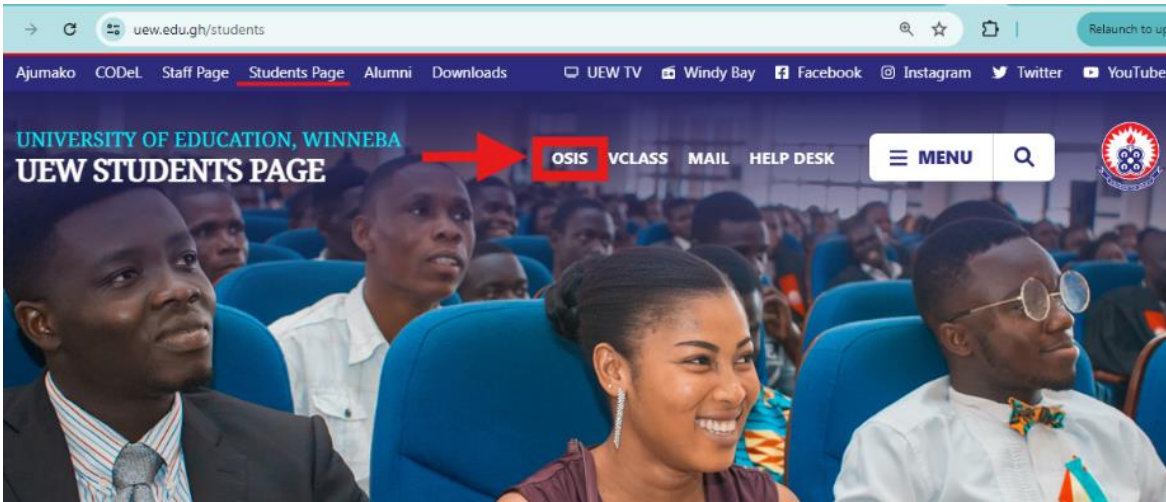 uew.edu.gh/students
Relaunch to up
Ajumako CODeL Staff Page Students Page Alumni Downloads UEW TV Windy Bay Facebook Instagram Twitter YouTube
UNIVERSITY OF EDUCATION, WINNEBA
UEW STUDENTS PAGE
OSIS VCLASS MAIL HELP DESK MENU